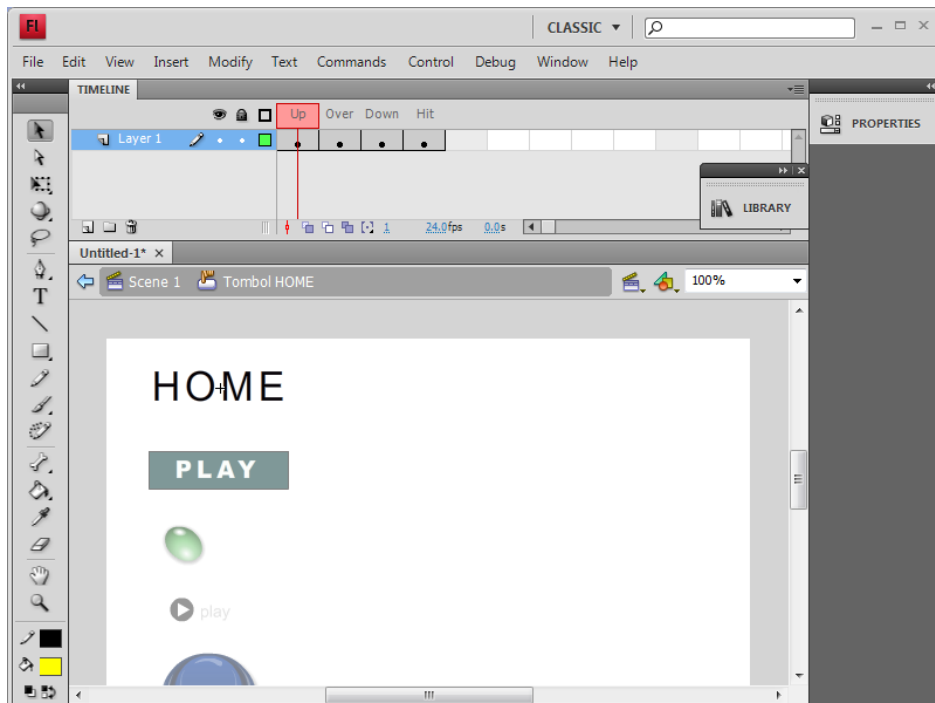 Fl CLASSIC
File Edit View Insert Modify Text Commands Control Debug Window Help
TIMELINE
Up Over Down Hit
PROPERTIES
Layer 1
LIBRARY
1 24.0fps 0.0s
Untitled-1*
Scene 1 Tombol HOME 100%
T
HOME
PLAY
play